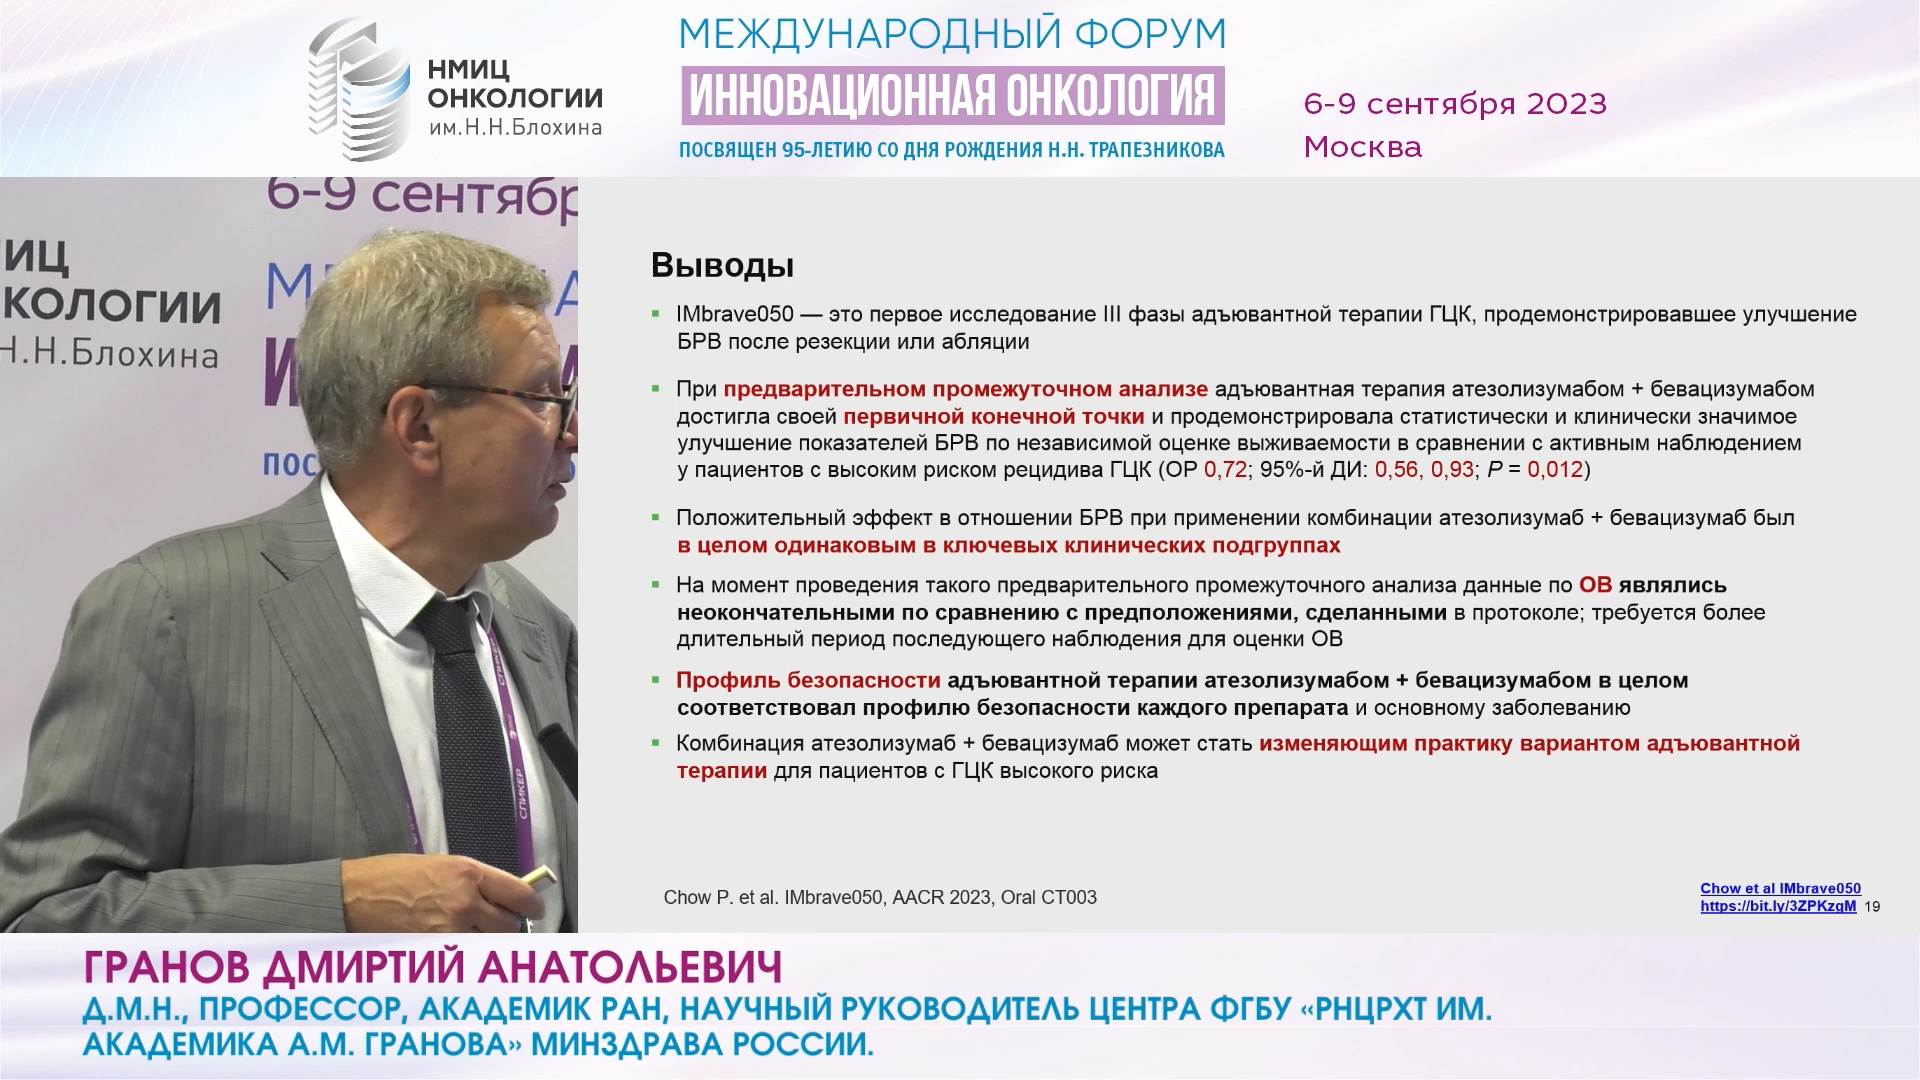 НМИЦ
ОНКОЛОГИИ
им.Н.Н.Блохина
МЕЖДУНАРОДНЫЙ ФОРУМ
ИННОВАЦИОННАЯ ОНКОЛОГИЯ
ПОСВЯЩЕН 95-ЛЕТИЮ СО ДНЯ РОЖДЕНИЯ Н.Н. ТРАПЕЗНИКОВА
6-9 сентября 2023
Москва
6-9 сентябр
ИЦ
КОЛОГИИ
Н.Н.Блохина
ПОС
СПИКЕР
СПИКЕР
Выводы
▪ IMbrave050 — это первое исследование III фазы адъювантной терапии ГЦК, продемонстрировавшее улучшение
БРВ после резекции или абляции
▪ При предварительном промежуточном анализе адъювантная терапия атезолизумабом + бевацизумабом
достигла своей первичной конечной точки и продемонстрировала статистически и клинически значимое
улучшение показателей БРВ по независимой оценке выживаемости в сравнении с активным наблюдением
у пациентов с высоким риском рецидива ГЦК (ОР 0,72; 95%-й ДИ: 0,56, 0,93; P = 0,012)
▪ Положительный эффект в отношении БРВ при применении комбинации атезолизумаб + бевацизумаб был
в целом одинаковым в ключевых клинических подгруппах
▪ На момент проведения такого предварительного промежуточного анализа данные по ОВ являлись
неокончательными по сравнению с предположениями, сделанными в протоколе; требуется более
длительный период последующего наблюдения для оценки ОВ
▪ Профиль безопасности адъювантной терапии атезолизумабом + бевацизумабом в целом
соответствовал профилю безопасности каждого препарата и основному заболеванию
▪ Комбинация атезолизумаб + бевацизумаб может стать изменяющим практику вариантом адъювантной
терапии для пациентов с ГЦК высокого риска
Chow P. et al. IMbrave050, AACR 2023, Oral CT003
Chow et al IMbrave050
https://bit.ly/3ZPKzgM 19
ГРАНОВ ДМИРТИЙ АНАТОЛЬЕВИЧ
Д.М.Н., ПРОФЕССОР, АКАДЕМИК РАН, НАУЧНЫЙ РУКОВОДИТЕЛЬ ЦЕНТРА ФГБУ «РНЦРХТ ИМ.
АКАДЕМИКА А.М. ГРАНОВА» МИНЗДРАВА РОССИИ.